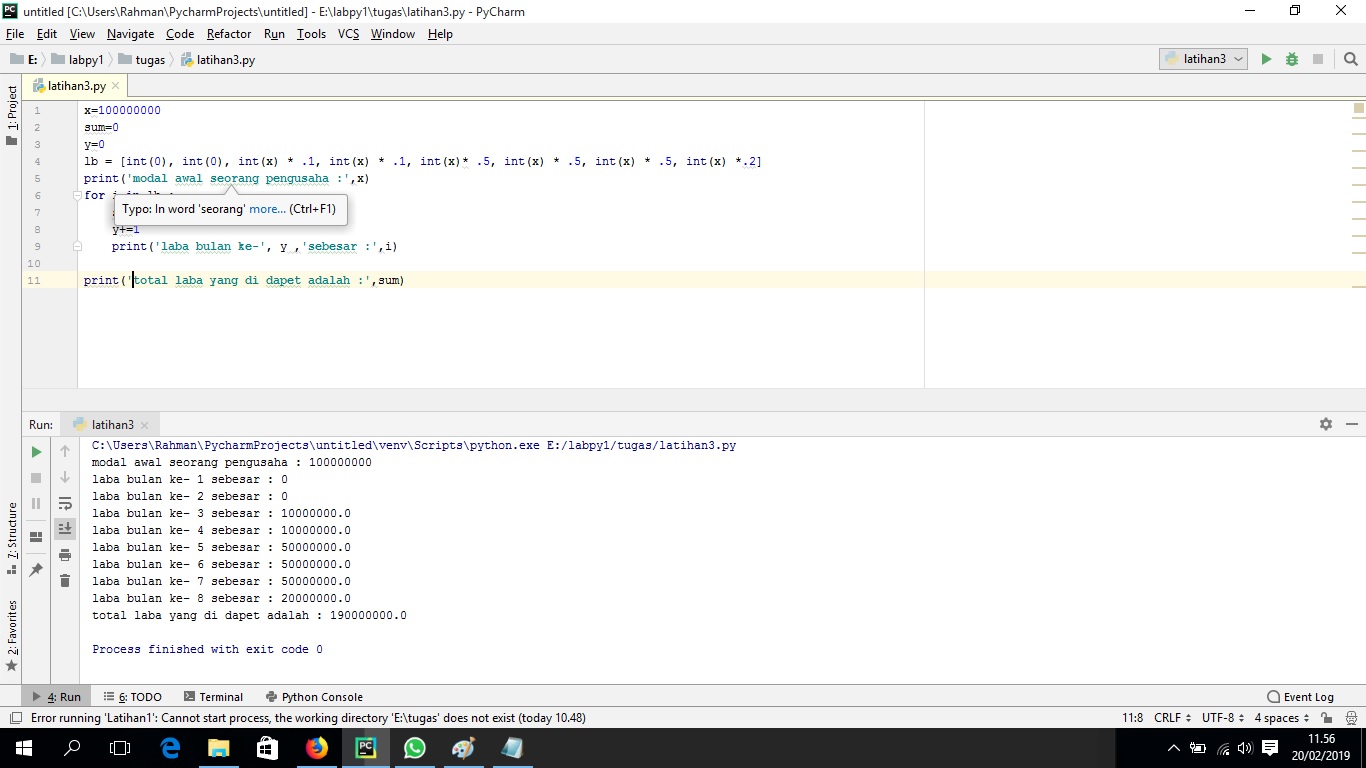 untitled [C:\Users\Rahman\PycharmProjects\untitled] - E:\labpy1\tugas\latihan3.py - PyCharm
File Edit View Navigate Code Refactor Run Tools VCS Window Help
E: labpy1 tugas latihan3.py latihan3
1: Project
latihan3.py
1 x=100000000
2 sum=0
3 y=0
4 lb = [int(0), int(0), int(x) * .1, int(x) * .1, int(x)* .5, int(x) * .5, int(x) * .5, int(x) *.2]
5 print('modal awal seorang pengusaha :',x)
6 for
Typo: In word 'seorang' more... (Ctrl+F1)
7
8 y+=1
9 print('laba bulan ke-', y ,'sebesar :',i)
10
11 print('total laba yang di dapet adalah :',sum)
Run: latihan3
C:\Users\Rahman\PycharmProjects\untitled\venv\Scripts\python.exe E:/labpy1/tugas/latihan3.py
modal awal seorang pengusaha : 100000000
laba bulan ke- 1 sebesar : 0
laba bulan ke- 2 sebesar : 0
laba bulan ke- 3 sebesar : 10000000.0
laba bulan ke- 4 sebesar : 10000000.0
laba bulan ke- 5 sebesar : 50000000.0
laba bulan ke- 6 sebesar : 50000000.0
laba bulan ke- 7 sebesar : 50000000.0
laba bulan ke- 8 sebesar : 20000000.0
total laba yang di dapet adalah : 190000000.0
Process finished with exit code 0
7: Structure
2: Favorites
4: Run 6: TODO Terminal Python Console Event Log
Error running 'Latihan1': Cannot start process, the working directory 'E:\tugas' does not exist (today 10.48) 11:8 CRLF UTF-8 4 spaces
11.56
20/02/2019